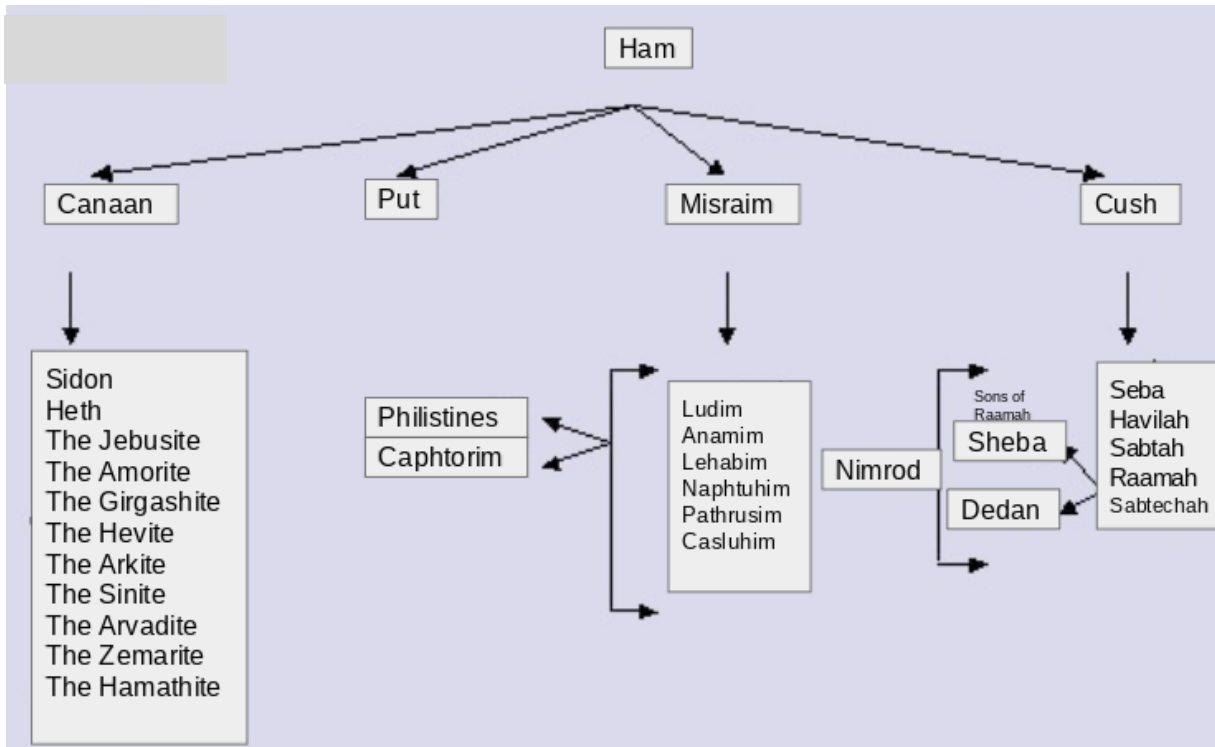 Ham
Canaan
Put
Misraim
Cush
Sidon
Heth
The Jebusite
The Amorite
The Girgashite
The Hevite
The Arkite
The Sinite
The Arvadite
The Zemarite
The Hamathite
Philistines
Caphtorim
Ludim
Anamim
Lehabim
Naphtuhim
Pathrusim
Casluhim
Nimrod
Sons of
Raamah
Sheba
Dedan
Seba
Havilah
Sabtah
Raamah
Sabtechah